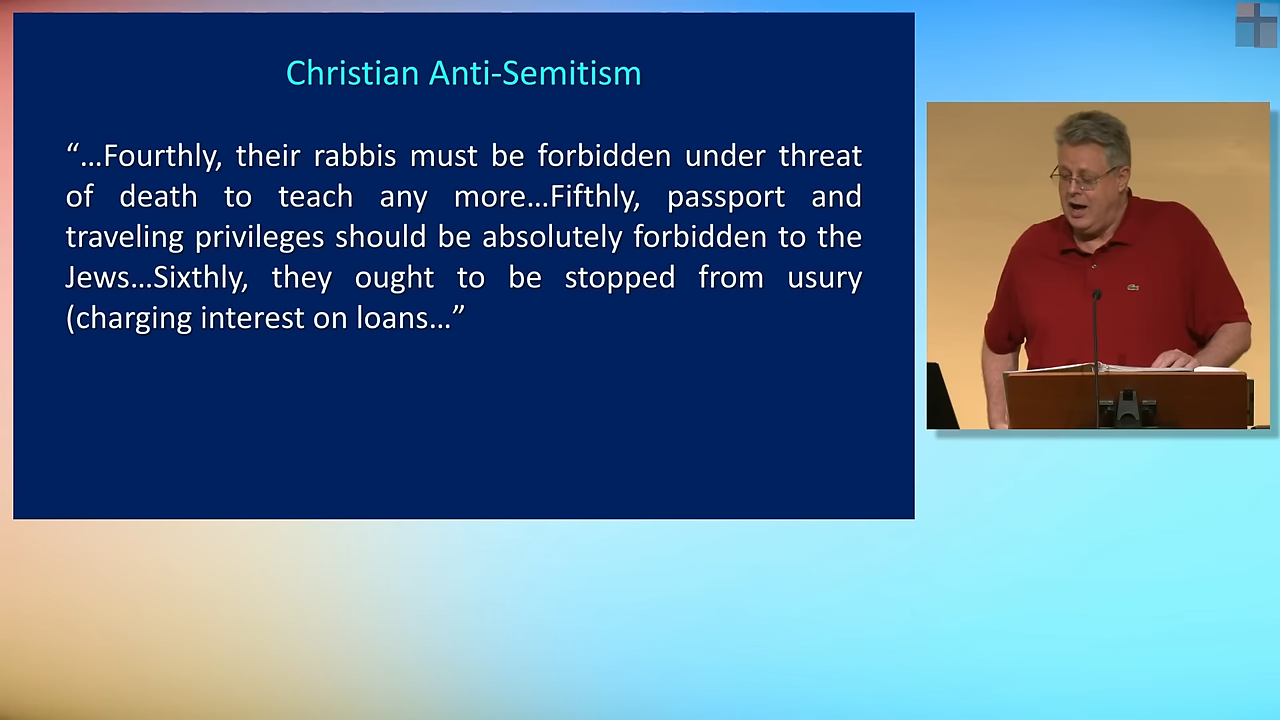 Christian Anti-Semitism
“…Fourthly, their rabbis must be forbidden under threat
of death to teach any more…Fifthly, passport and
traveling privileges should be absolutely forbidden to the
Jews…Sixthly, they ought to be stopped from usury
(charging interest on loans…”